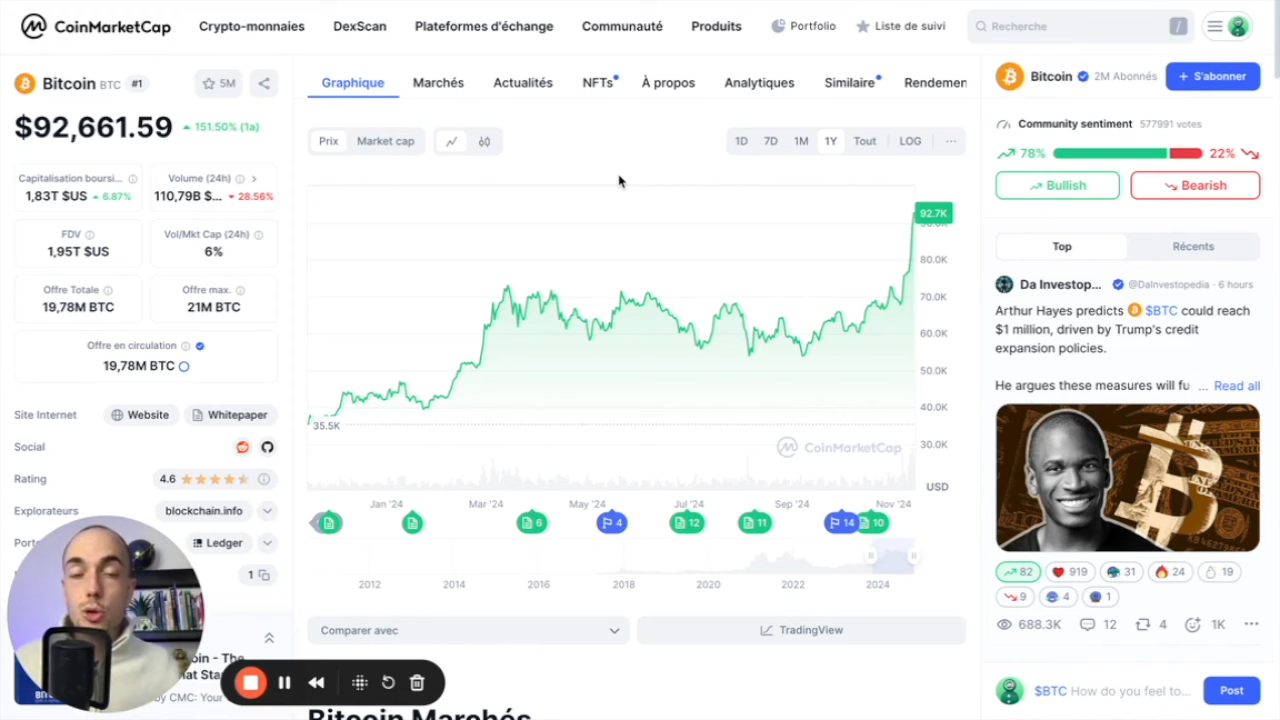 CoinMarketCap
Crypto-monnaies
DexScan
Plateformes d'échange
Communauté
Produits
Portfolio
Liste de suivi
Recherche
/
Bitcoin BTC #1
5M
$92,661.59
151.50% (1a)
Capitalisation boursi...
1,83T $US 6.87%
Volume (24h)
110,79B $... 28.56%
FDV
1,95T $US
Vol/Mkt Cap (24h)
6%
Offre Totale
19,78M BTC
Offre max.
21M BTC
Offre en circulation
19,78M BTC
Site Internet
Website
Whitepaper
Social
Rating
4.6
Explorateurs
blockchain.info
Ledger
1
Graphique
Marchés
Actualités
NFTs
À propos
Analytiques
Similaire
Rendemen
Prix
Market cap
1D
7D
1M
1Y
Tout
LOG
...
92.7K
80.0K
70.0K
60.0K
50.0K
40.0K
30.0K
35.5K
CoinMarketCap
USD
Jan '24
Mar '24
May '24
Jul '24
Sep '24
Nov '24
6
4
12
11
14
10
2012
2014
2016
2018
2020
2022
2024
Comparer avec
TradingView
Bitcoin Marchés
by CMC: Your
Bitcoin
2M Abonnés
+ S'abonner
Community sentiment 577991 votes
78%
22%
Bullish
Bearish
Top
Récents
Da Investop... @DaInvestopedia · 6 hours
Arthur Hayes predicts $BTC could reach
$1 million, driven by Trump's credit
expansion policies.
He argues these measures will fu ... Read all
82
919
31
24
19
9
4
1
688.3K
12
4
1K
...
$BTC How do you feel to...
Post